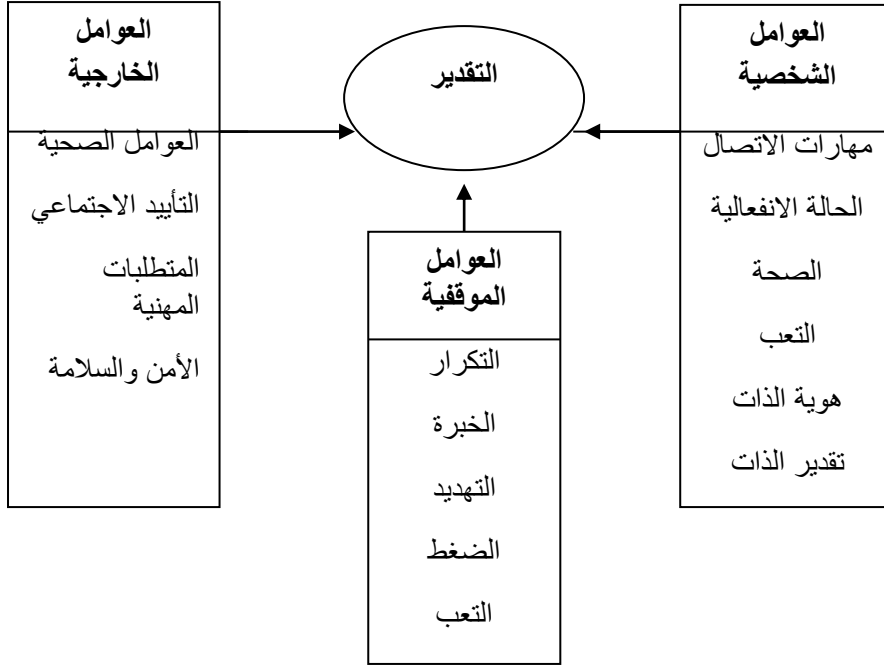 العوامل
الشخصية
مهارات الاتصال
الحالة الانفعالية
الصحة
التعب
هوية الذات
تقدير الذات
التقدير
العوامل
الموقفية
التكرار
الخبرة
التهديد
الضغط
التعب
العوامل
الخارجية
العوامل الصحية
التأييد الاجتماعي
المتطلبات
المهنية
الأمن والسلامة